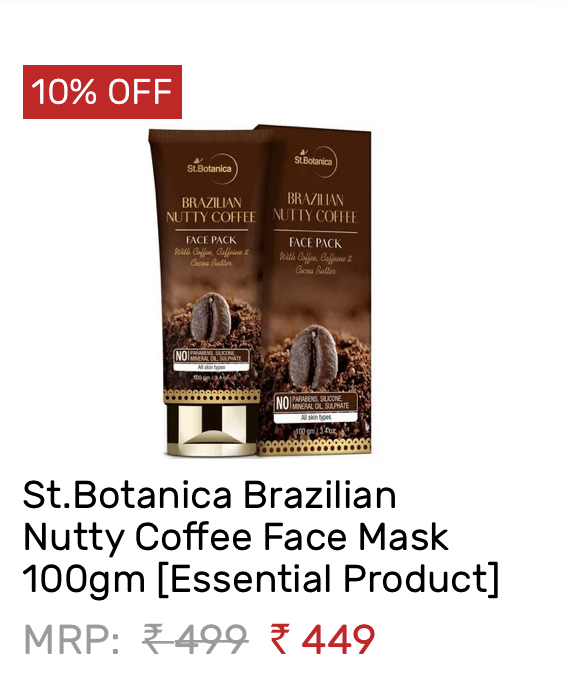 10% OFF
St.Botanica
BRAZILIAN
NUTTY COFFEE
FACE PACK
With Coffee, Caffeine &
Cocoa Butter
NO PARABENS, SILICONE,
MINERAL OIL, SULPHATE
All skin types
100 gm / 3.4 oz.
St.Botanica
BRAZILIAN
NUTTY COFFEE
FACE PACK
With Coffee, Caffeine &
Cocoa Butter
NO PARABENS, SILICONE,
MINERAL OIL, SULPHATE
All skin types
100 gm / 3.4 oz.
St.Botanica Brazilian
Nutty Coffee Face Mask
100gm [Essential Product]
MRP: ₹ 499 ₹ 449